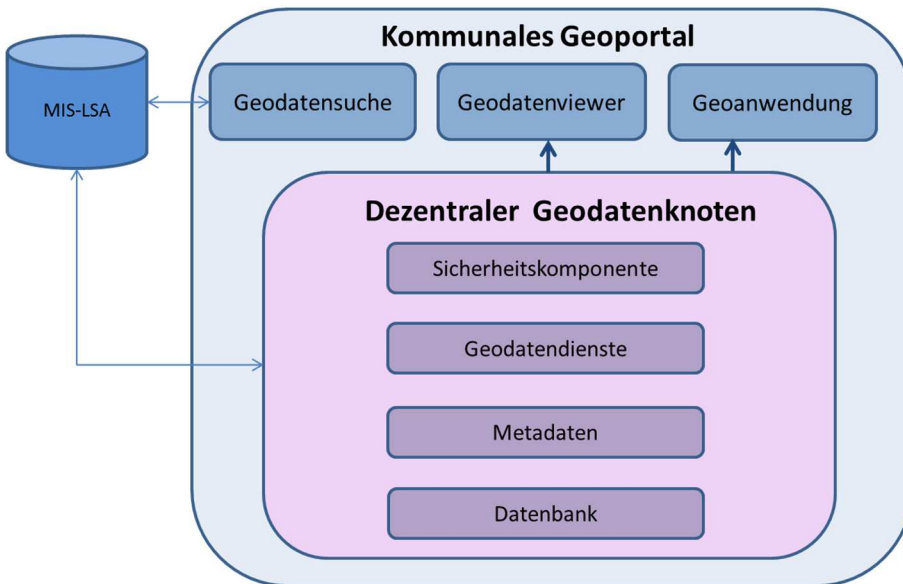 Kommunales Geoportal
MIS-LSA
Geodatensuche
Geodatenviewer
Geoanwendung
Dezentraler Geodatenknoten
Sicherheitskomponente
Geodatendienste
Metadaten
Datenbank